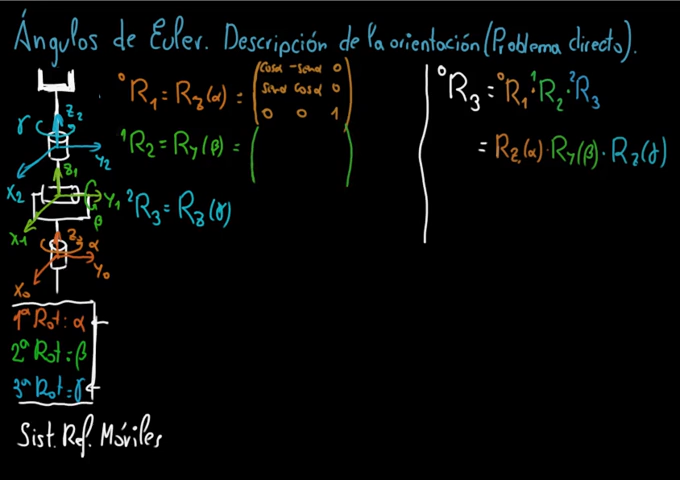 Ángulos de Euler. Descripción de la orientación (Problema directo).
⁰R₁ = R_z(α) = (cosα -senα 0
sinα cosα 0
0 0 1)
¹R₂ = R_y(β) = ( )
²R₃ = R_z(γ)
⁰R₃ = ⁰R₁·¹R₂·²R₃
= R_z(α)·R_y(β)·R_z(γ)
z₂
γ
y₂
x₂
z₁
y₁
β
x₁
α
y₀
x₀
1ª Rot: α
2ª Rot = β
3ª Rot = γ
Sist. Ref. Móviles